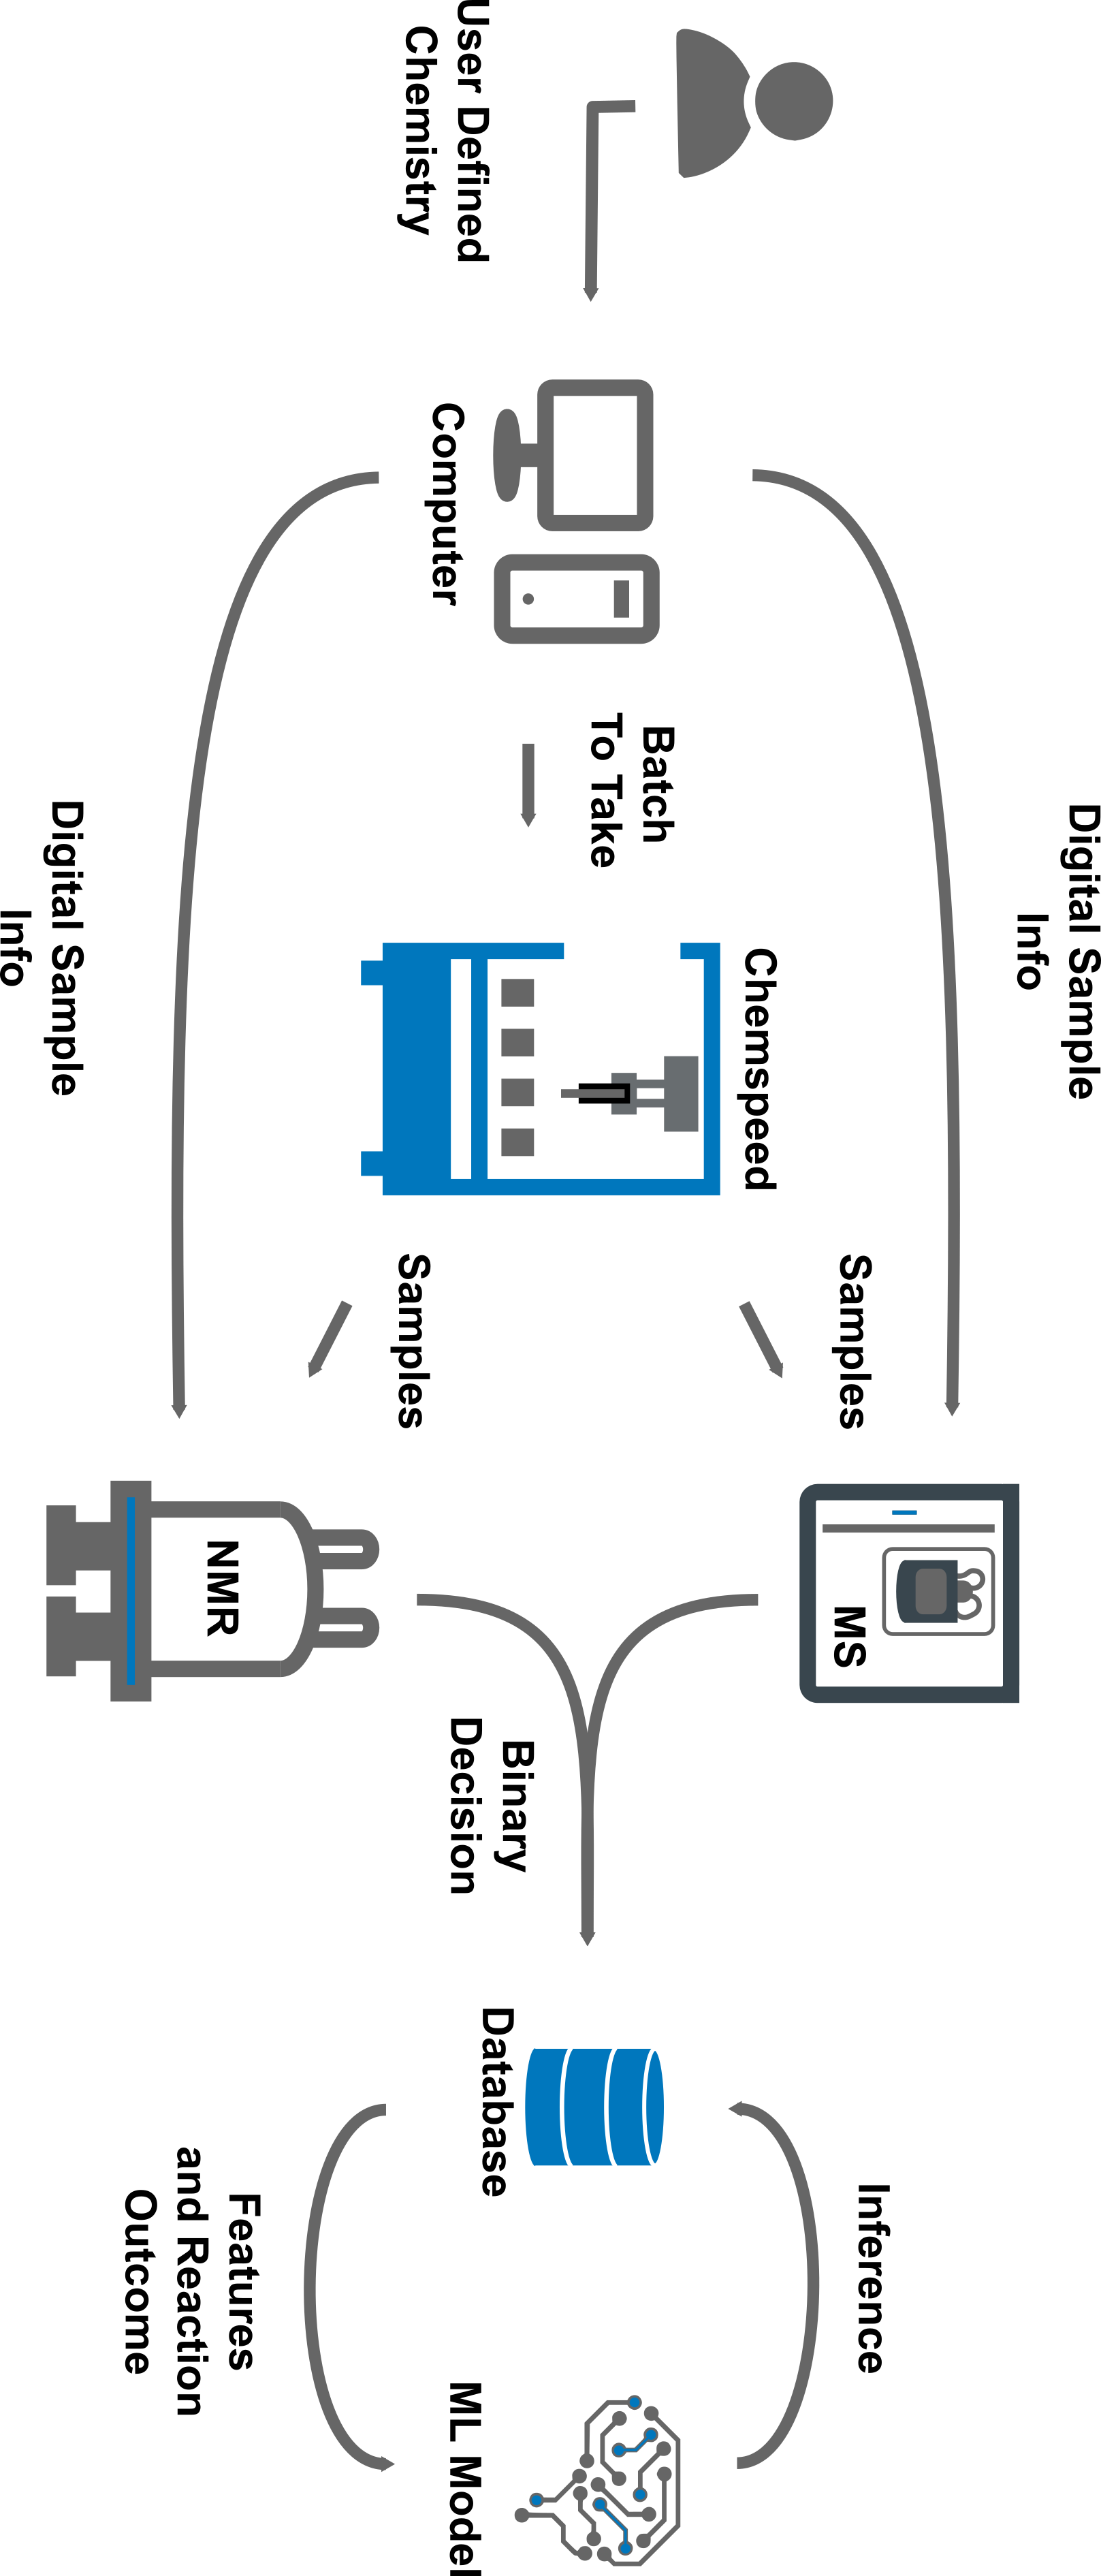 User Defined
Chemistry
Computer
Batch
To Take
Digital Sample
Info
Digital Sample
Info
Chemspeed
Samples
Samples
MS
NMR
Binary
Decision
Database
Inference
Features
and Reaction
Outcome
ML Model